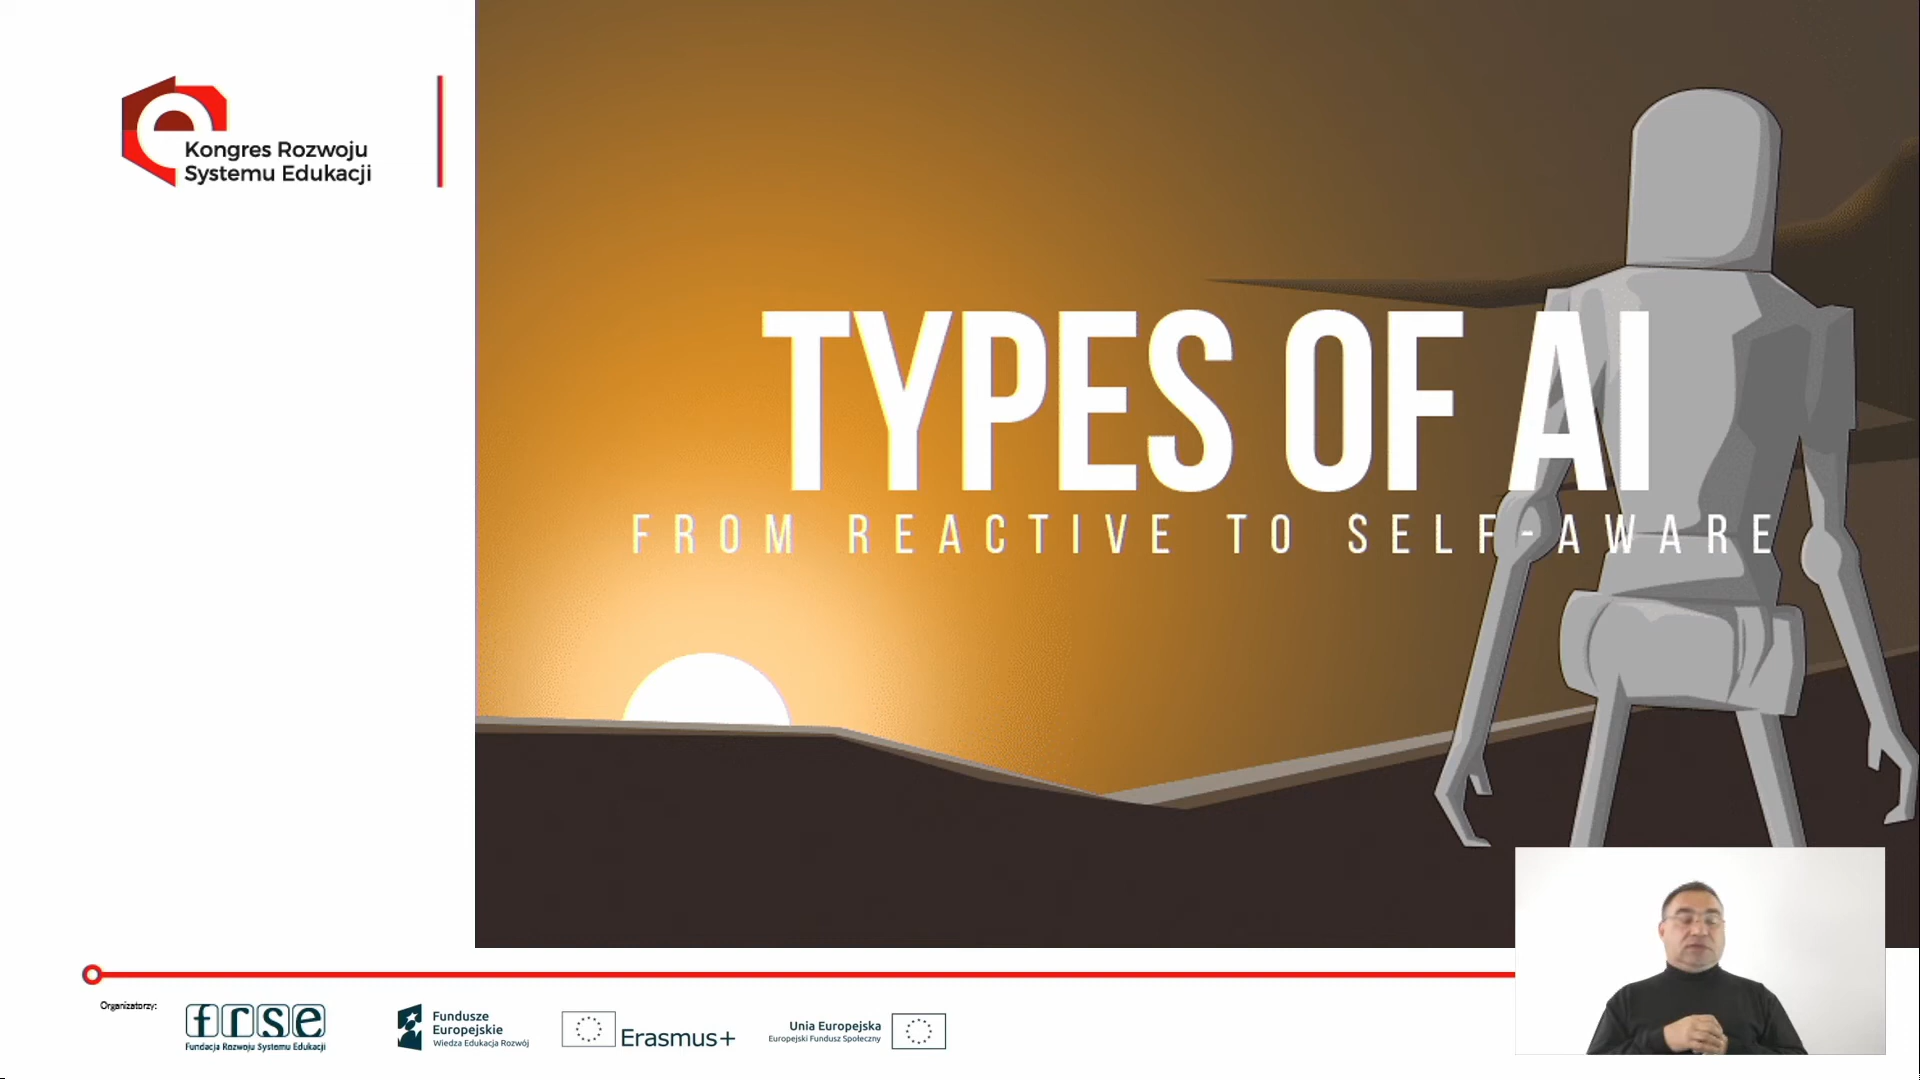 Kongres Rozwoju
Systemu Edukacji
TYPES OF AI
FROM REACTIVE TO SELF-AWARE
Organizatorzy:
frse
Fundacja Rozwoju Systemu Edukacji
Fundusze
Europejskie
Wiedza Edukacja Rozwój
Erasmus+
Unia Europejska
Europejski Fundusz Społeczny